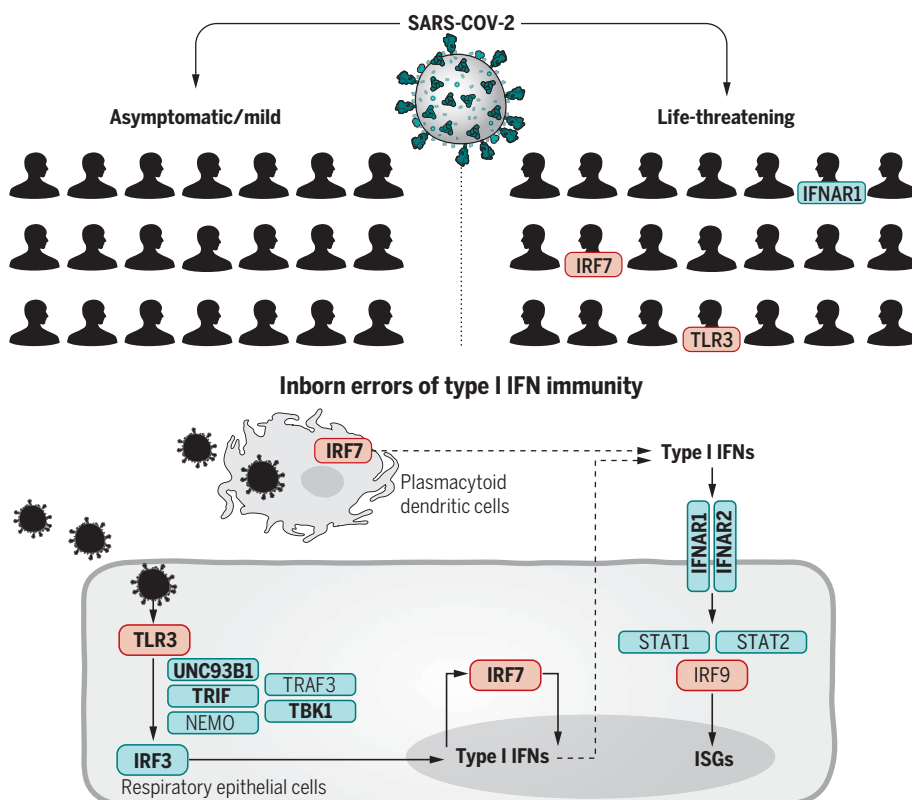 SARS-COV-2
Asymptomatic/mild
Life-threatening
IFNAR1
IRF7
TLR3
Inborn errors of type I IFN immunity
IRF7
Plasmacytoid
dendritic cells
Type I IFNs
IFNAR1
IFNAR2
TLR3
UNC93B1
TRIF
NEMO
TRAF3
TBK1
IRF3
Respiratory epithelial cells
IRF7
Type I IFNs
STAT1
STAT2
IRF9
ISGs